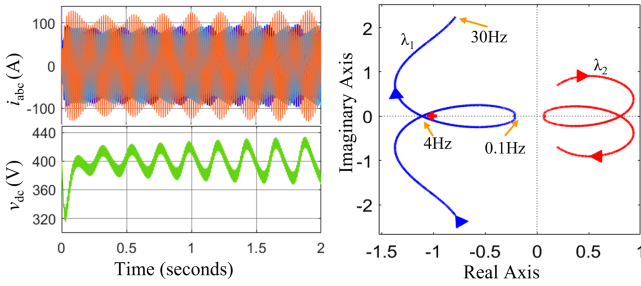 i_abc (A)
100
0
-100
v_dc (V)
440
400
360
320
0
0.5
1
1.5
2
Time (seconds)
Imaginary Axis
2
1
0
-1
-2
-1.5
-1
-0.5
0
0.5
1
Real Axis
λ₁
30Hz
λ₂
4Hz
0.1Hz